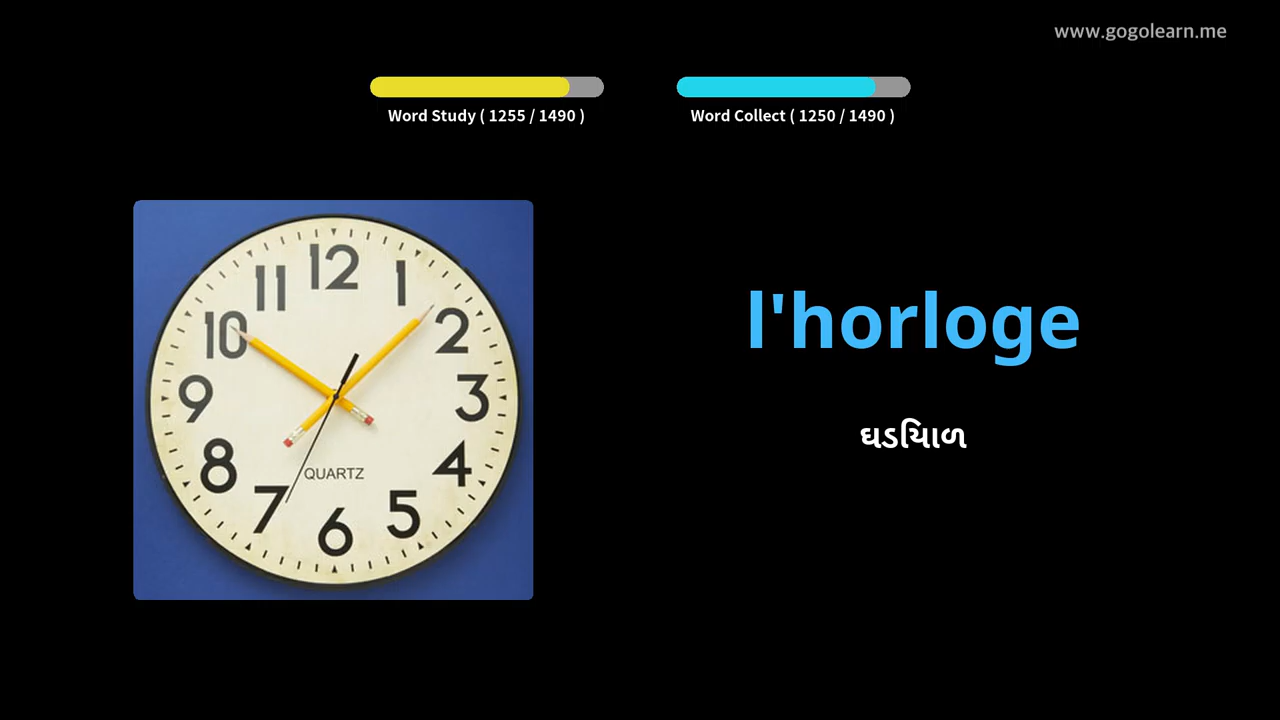 www.gogolearn.me
Word Study ( 1255 / 1490 )
Word Collect ( 1250 / 1490 )
12
11
1
10
2
9
3
8
4
QUARTZ
7
5
6
l'horloge
ઘડિયાળ